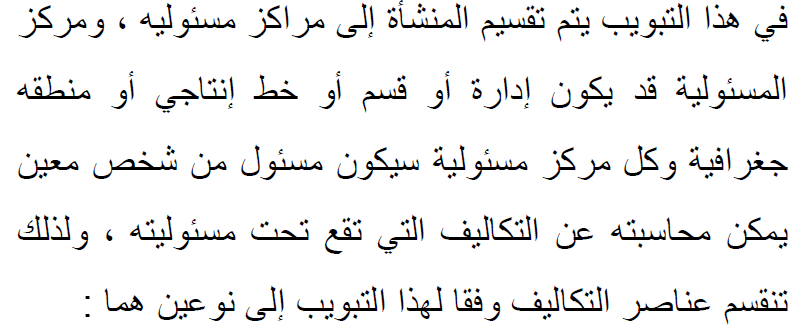 في هذا التبويب يتم تقسيم المنشأة إلى مراكز مسئوليه ، ومركز
المسئولية قد يكون إدارة أو قسم أو خط إنتاجي أو منطقه
جغرافية وكل مركز مسئولية سيكون مسئول من شخص معين
يمكن محاسبته عن التكاليف التي تقع تحت مسئوليته ، ولذلك
تنقسم عناصر التكاليف وفقا لهذا التبويب إلى نوعين هما :